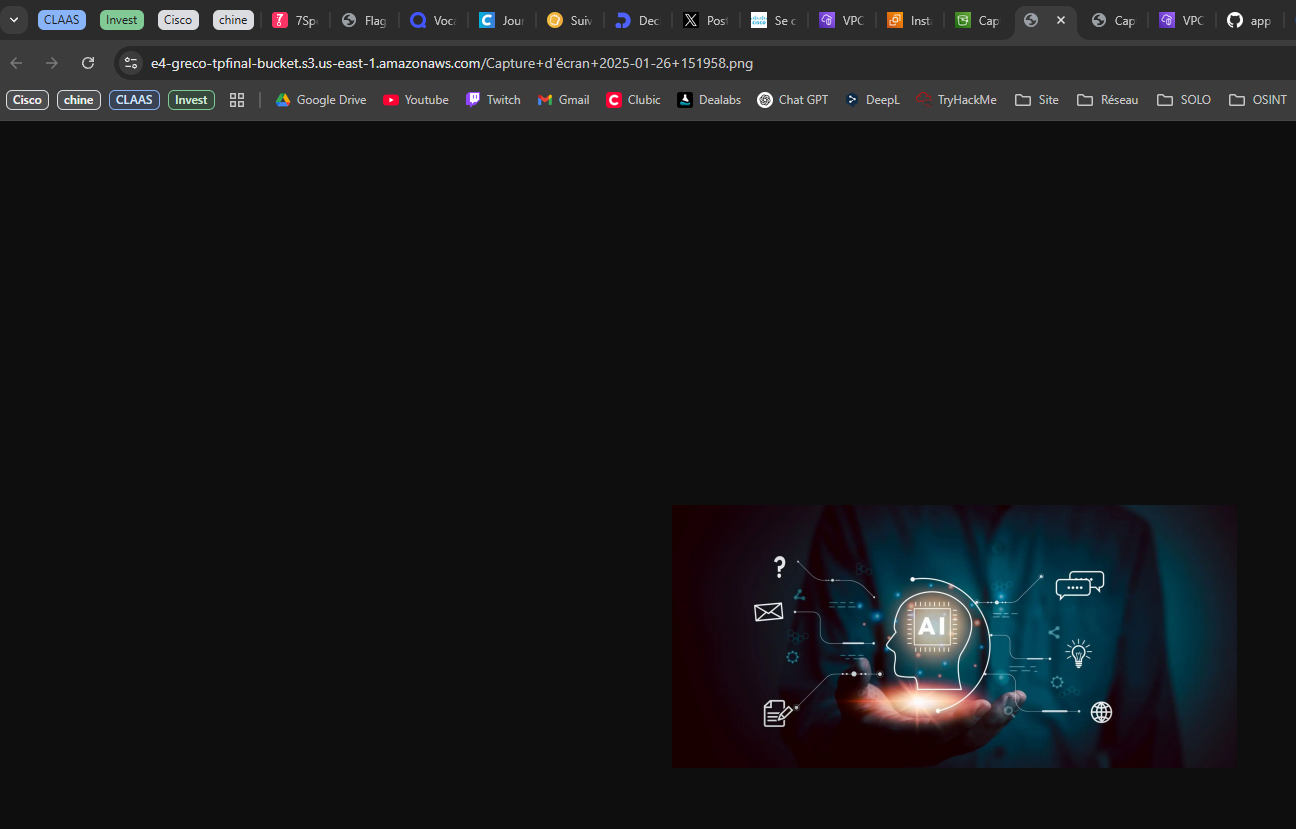 CLAAS Invest Cisco chine 7Sp Flag Voca Jour Suiv Dec Post Se c VPC Insta Cap Cap VPC app
e4-greco-tpfinal-bucket.s3.us-east-1.amazonaws.com/Capture+d'écran+2025-01-26+151958.png
Cisco chine CLAAS Invest Google Drive Youtube Twitch Gmail Clubic Dealabs Chat GPT DeepL TryHackMe Site Réseau SOLO OSINT
?
AI